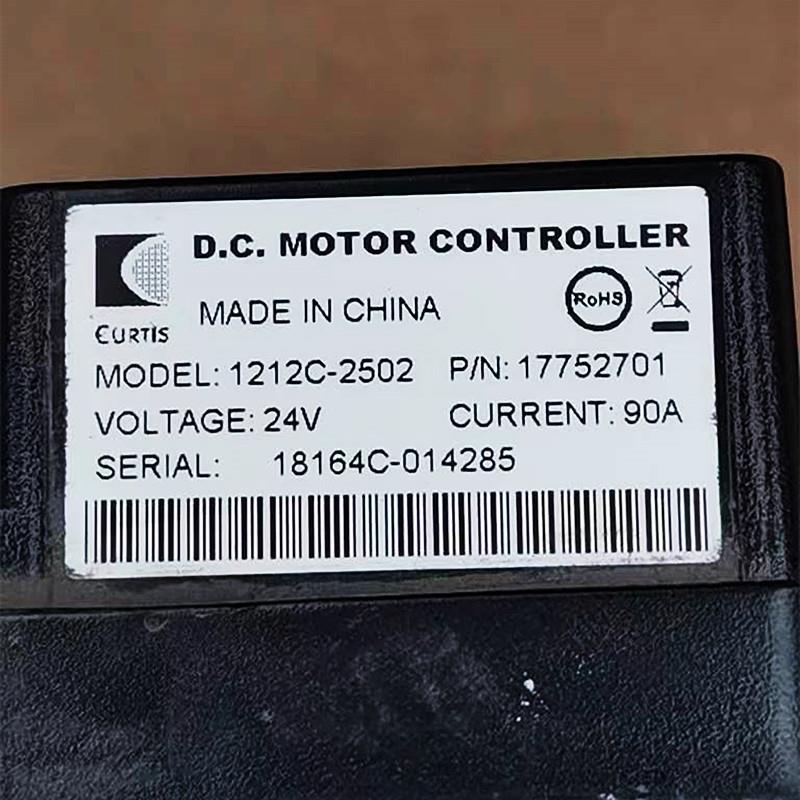 D.C. MOTOR CONTROLLER
MADE IN CHINA
RoHS
CURTIS
MODEL: 1212C-2502 P/N: 17752701
VOLTAGE: 24V CURRENT: 90A
SERIAL: 18164C-014285